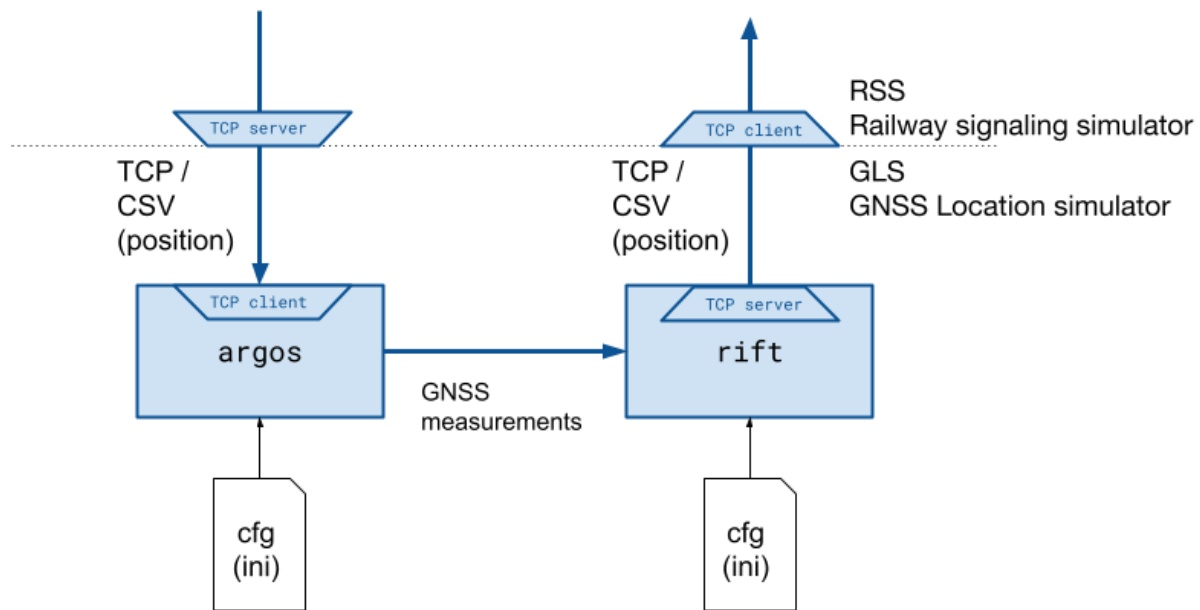 TCP server
TCP client
RSS
Railway signaling simulator
TCP /
CSV
(position)
TCP /
CSV
(position)
GLS
GNSS Location simulator
TCP client
argos
TCP server
rift
GNSS
measurements
cfg
(ini)
cfg
(ini)